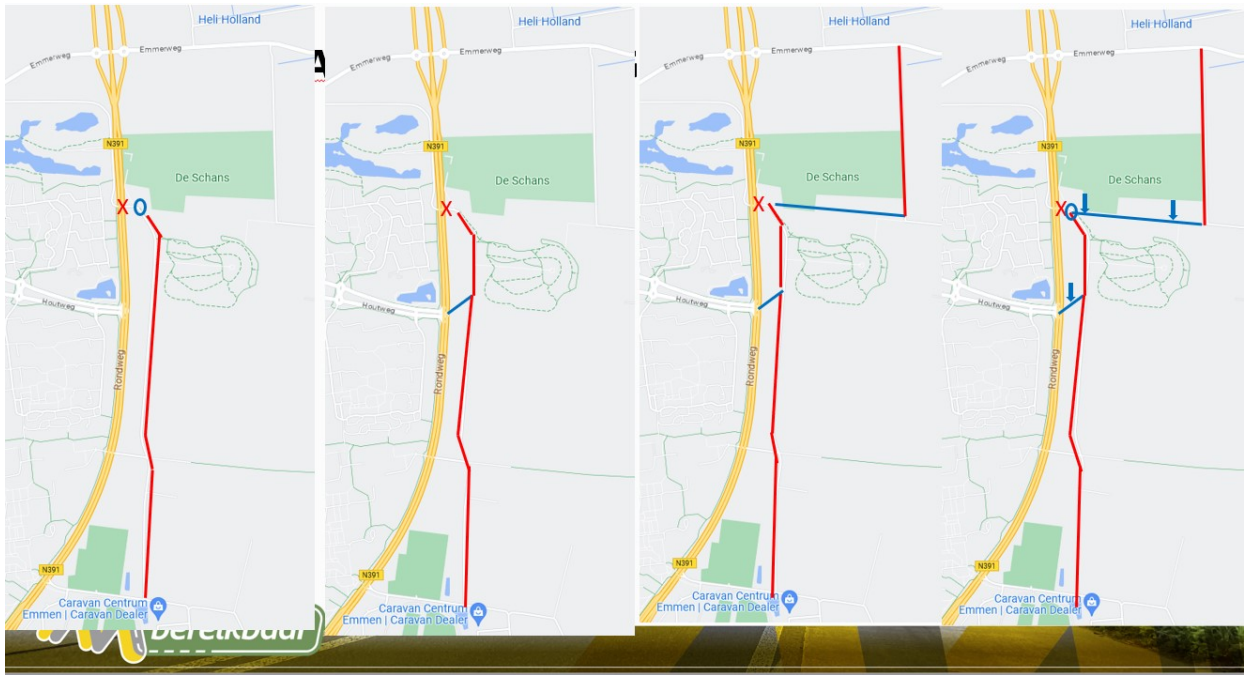 Heli Holland
Emmerweg
Emmerweg
N391
De Schans
X
Houtweg
Rondweg
N391
Caravan Centrum
Emmen | Caravan Dealer
Heli Holland
Emmerweg
Emmerweg
N391
De Schans
X
Houtweg
Rondweg
N391
Caravan Centrum
Emmen | Caravan Dealer
Heli Holland
Emmerweg
Emmerweg
N391
De Schans
X
Houtweg
Rondweg
N391
Caravan Centrum
Emmen | Caravan Dealer
Heli Holland
Emmerweg
Emmerweg
N391
De Schans
X
Houtweg
Rondweg
N391
Caravan Centrum
Emmen | Caravan Dealer
bereikbaar